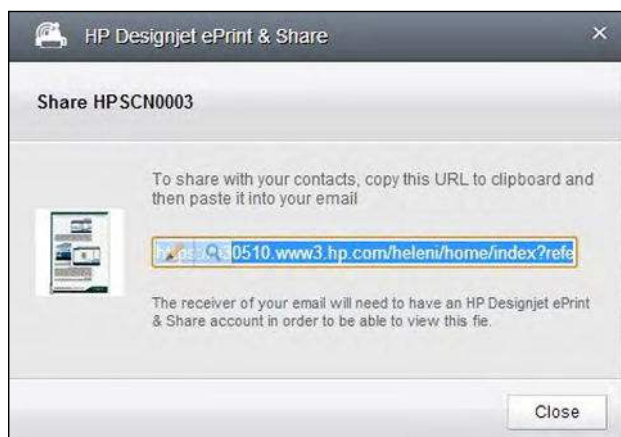 HP Designjet ePrint & Share
Share HPSCN0003
To share with your contacts, copy this URL to clipboard and
then paste it into your email
0510.www3.hp.com/heleni/home/index?refe
The receiver of your email will need to have an HP Designjet ePrint
& Share account in order to be able to view this fie.
Close